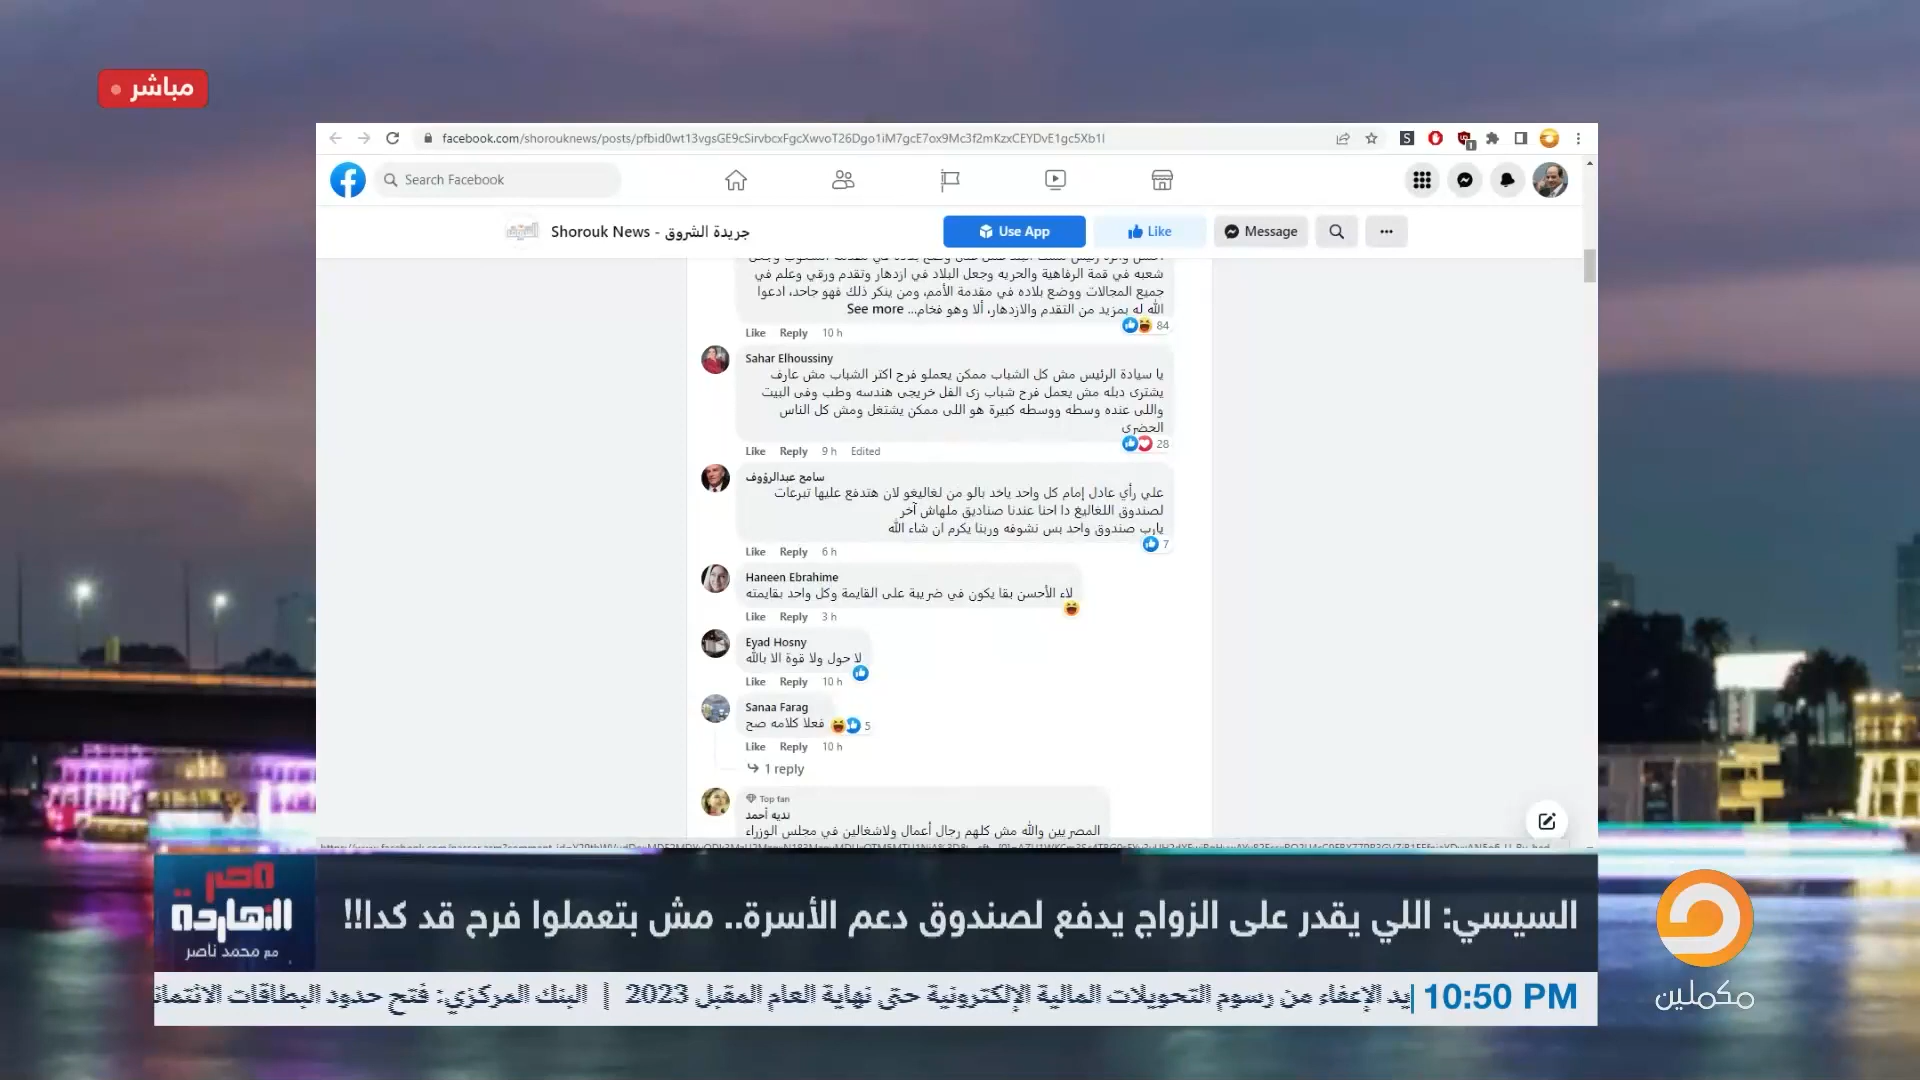 مباشر
facebook.com/shorouknews/posts/pfbid0wt13vgsGE9cSirvbcxFgcXwvoT26Dgo1iM7gcE7ox9Mc3f2mKzxCEYDvE1gc5Xb1l
Search Facebook
Shorouk News - جريدة الشروق
Use App
Like
Message
شعبه في قمة الرفاهية والحريه وجعل البلاد في ازدهار وتقدم ورقي وعلم في
جميع المجالات ووضع بلاده في مقدمة الأمم، ومن ينكر ذلك فهو جاحد، ادعوا
الله له بمزيد من التقدم والازدهار، ألا وهو فخام... See more
84
Like Reply 10 h
Sahar Elhoussiny
يا سيادة الرئيس مش كل الشباب ممكن يعملو فرح اكتر الشباب مش عارف
يشترى دبله مش يعمل فرح شباب زى الفل خريجى هندسه وطب وفى البيت
واللى عنده وسطه ووسطه كبيرة هو اللى ممكن يشتغل ومش كل الناس
الحضرى
28
Like Reply 9 h Edited
سامح عبدالرؤوف
علي رأي عادل إمام كل واحد ياخد بالو من لغاليغو لان هتدفع عليها تبرعات
لصندوق اللغاليغ دا احنا عندنا صناديق ملهاش آخر
يارب صندوق واحد بس نشوفه وربنا يكرم ان شاء الله
7
Like Reply 6 h
Haneen Ebrahime
لاء الأحسن بقا يكون في ضريبة على القايمة وكل واحد بقايمته
Like Reply 3 h
Eyad Hosny
لا حول ولا قوة الا بالله
Like Reply 10 h
Sanaa Farag
فعلا كلامه صح
5
Like Reply 10 h
1 reply
Top fan
نديه أحمد
المصريين والله مش كلهم رجال أعمال ولاشغالين في مجلس الوزراء
مصر
النهاردة
مع محمد ناصر
السيسي: اللي يقدر على الزواج يدفع لصندوق دعم الأسرة.. مش بتعملوا فرح قد كدا!!
10:50 PM
يد الإعفاء من رسوم التحويلات المالية الإلكترونية حتى نهاية العام المقبل 2023 | البنك المركزي: فتح حدود البطاقات
مكملين